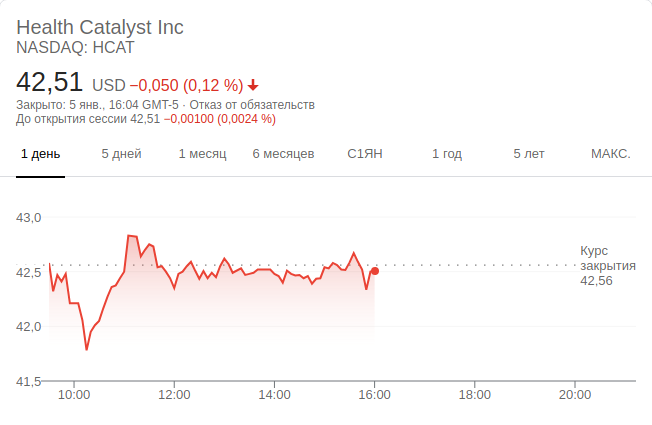 Health Catalyst Inc
NASDAQ: HCAT
42,51 USD −0,050 (0,12 %)
Закрыто: 5 янв., 16:04 GMT-5 · Отказ от обязательств
До открытия сессии 42,51 −0,00100 (0,0024 %)
1 день 5 дней 1 месяц 6 месяцев С1ЯН 1 год 5 лет МАКС.
43,0
42,5
42,0
41,5
Курс
закрытия
42,56
10:00 12:00 14:00 16:00 18:00 20:00